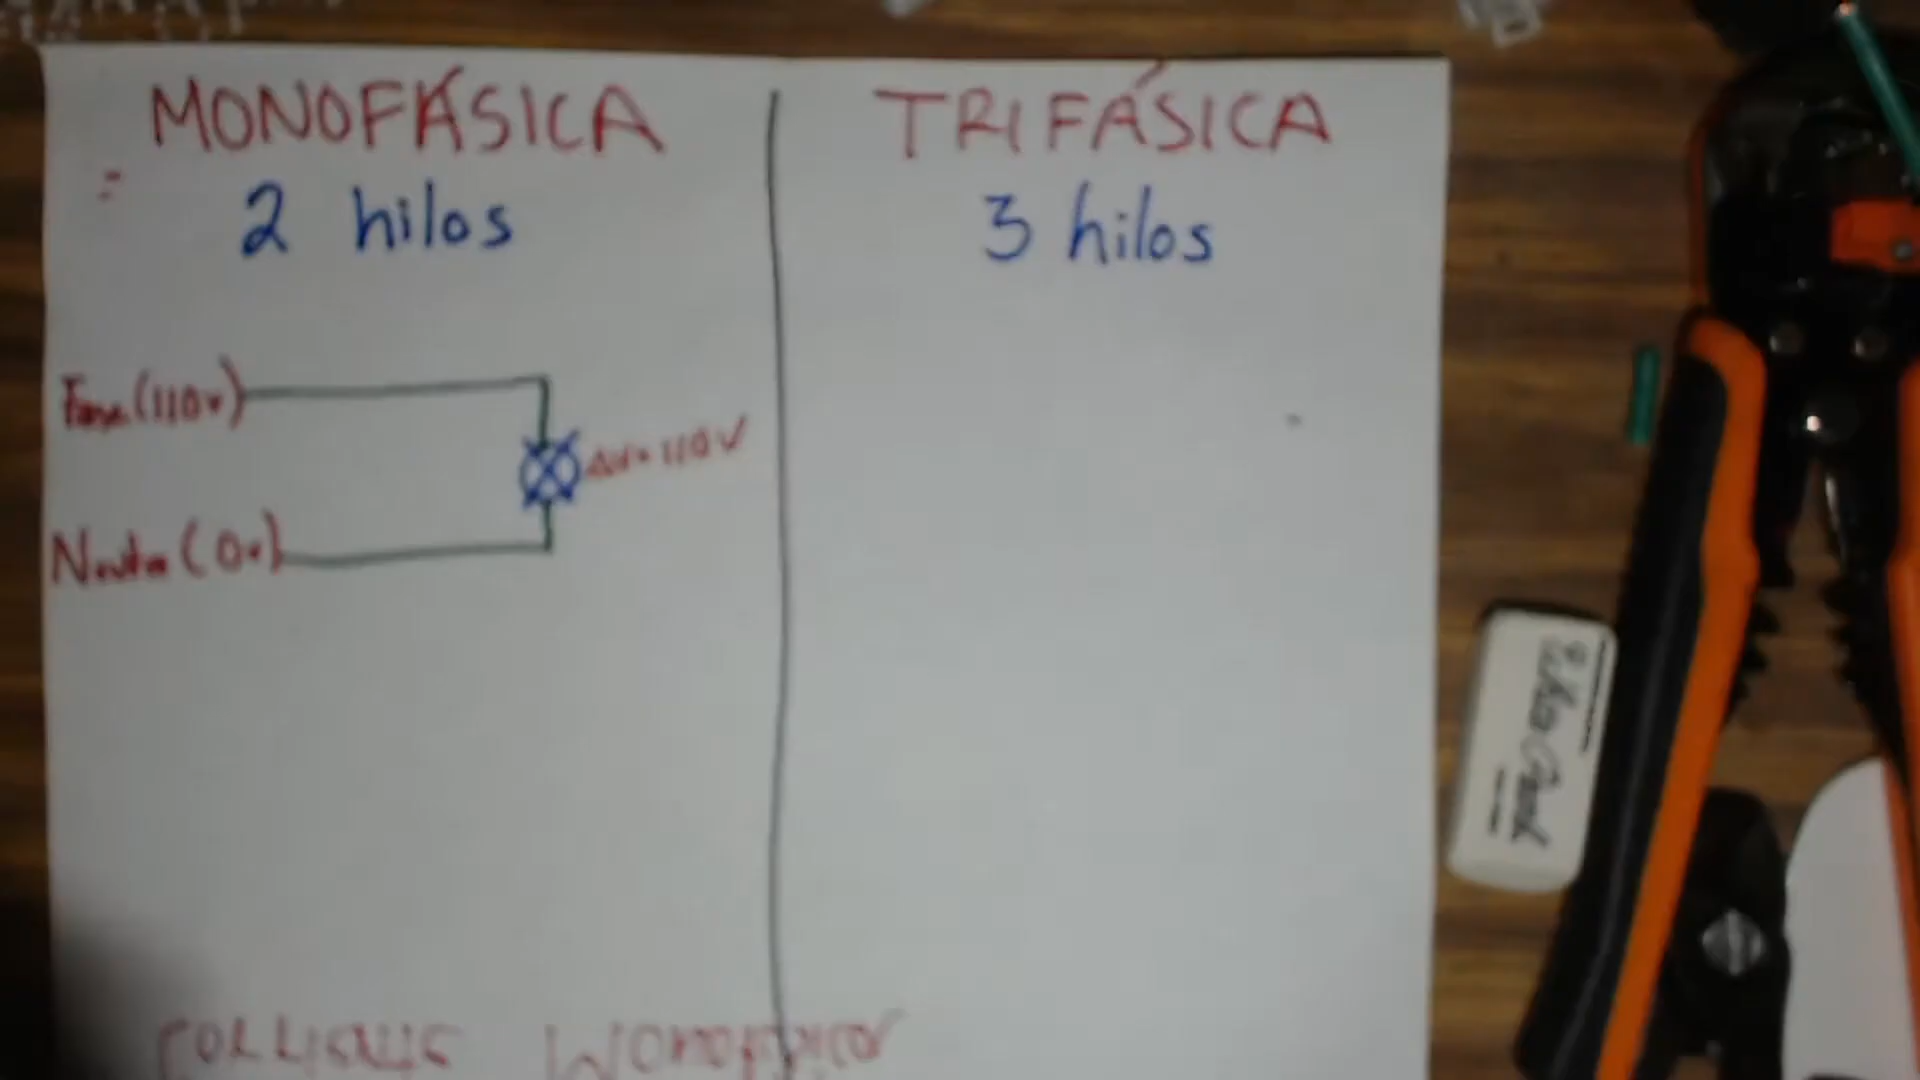 MONOFÁSICA
2 hilos
Fase (110v)
ΔV = 110V
Neutro (0v)
TRIFÁSICA
3 hilos